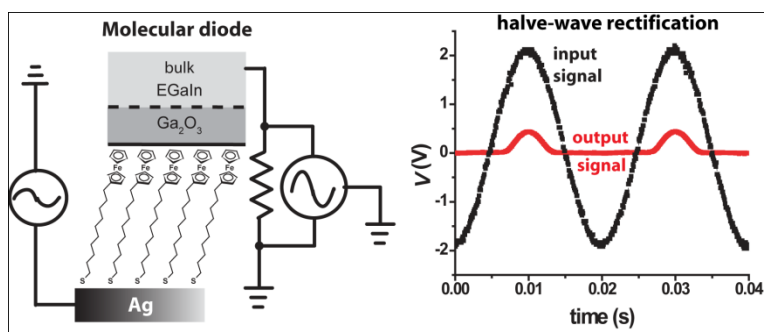 Molecular diode
bulk
EGaIn
Ga₂O₃
Fe Fe Fe Fe Fe
S S S S S
Ag
halve-wave rectification
input
signal
output
signal
V(V)
2
1
0
-1
-2
0.00 0.01 0.02 0.03 0.04
time (s)